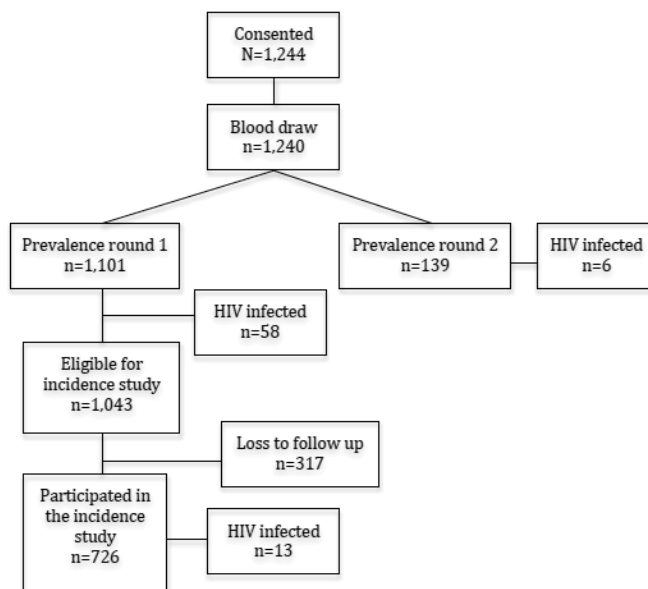 Consented
N=1,244
Blood draw
n=1,240
Prevalence round 1
n=1,101
Prevalence round 2
n=139
HIV infected
n=6
HIV infected
n=58
Eligible for
incidence study
n=1,043
Loss to follow up
n=317
Participated in
the incidence
study
n=726
HIV infected
n=13